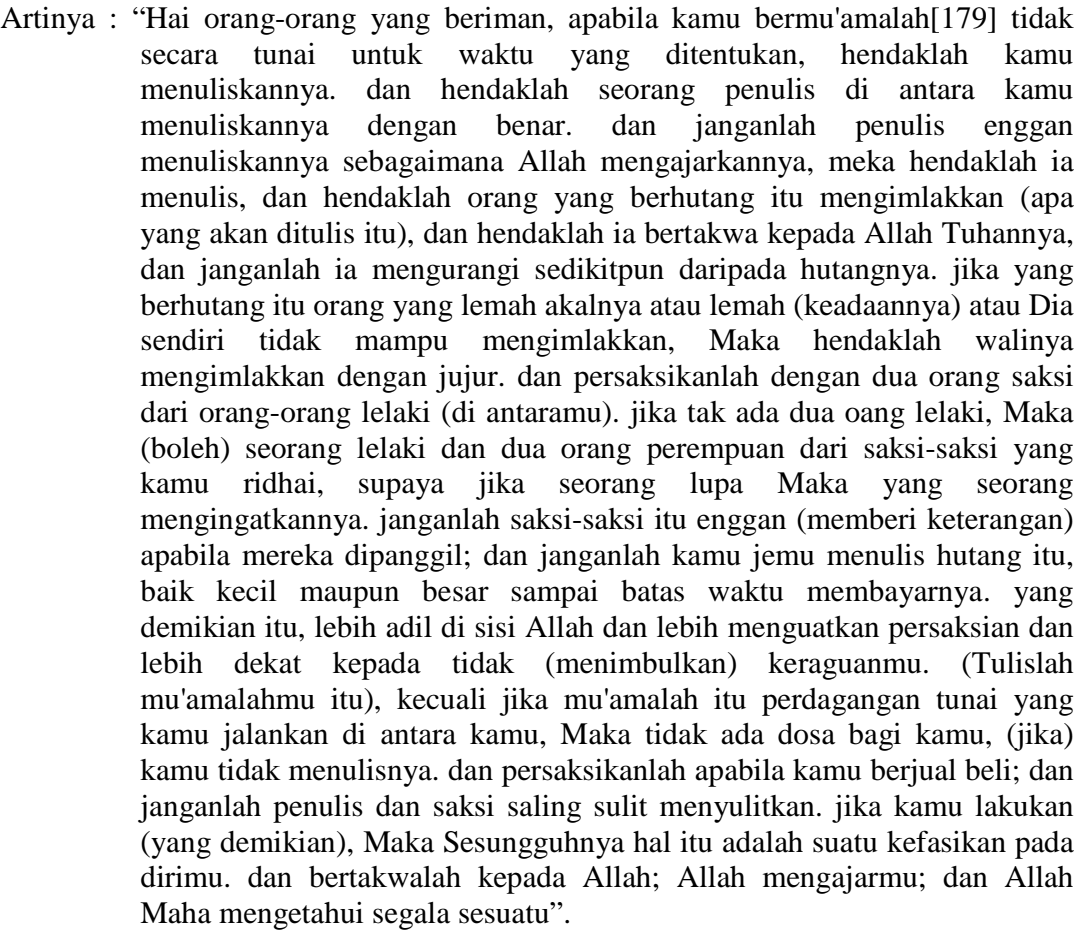 Artinya : “Hai orang-orang yang beriman, apabila kamu bermu'amalah[179] tidak
secara tunai untuk waktu yang ditentukan, hendaklah kamu
menuliskannya. dan hendaklah seorang penulis di antara kamu
menuliskannya dengan benar. dan janganlah penulis enggan
menuliskannya sebagaimana Allah mengajarkannya, meka hendaklah ia
menulis, dan hendaklah orang yang berhutang itu mengimlakkan (apa
yang akan ditulis itu), dan hendaklah ia bertakwa kepada Allah Tuhannya,
dan janganlah ia mengurangi sedikitpun daripada hutangnya. jika yang
berhutang itu orang yang lemah akalnya atau lemah (keadaannya) atau Dia
sendiri tidak mampu mengimlakkan, Maka hendaklah walinya
mengimlakkan dengan jujur. dan persaksikanlah dengan dua orang saksi
dari orang-orang lelaki (di antaramu). jika tak ada dua oang lelaki, Maka
(boleh) seorang lelaki dan dua orang perempuan dari saksi-saksi yang
kamu ridhai, supaya jika seorang lupa Maka yang seorang
mengingatkannya. janganlah saksi-saksi itu enggan (memberi keterangan)
apabila mereka dipanggil; dan janganlah kamu jemu menulis hutang itu,
baik kecil maupun besar sampai batas waktu membayarnya. yang
demikian itu, lebih adil di sisi Allah dan lebih menguatkan persaksian dan
lebih dekat kepada tidak (menimbulkan) keraguanmu. (Tulislah
mu'amalahmu itu), kecuali jika mu'amalah itu perdagangan tunai yang
kamu jalankan di antara kamu, Maka tidak ada dosa bagi kamu, (jika)
kamu tidak menulisnya. dan persaksikanlah apabila kamu berjual beli; dan
janganlah penulis dan saksi saling sulit menyulitkan. jika kamu lakukan
(yang demikian), Maka Sesungguhnya hal itu adalah suatu kefasikan pada
dirimu. dan bertakwalah kepada Allah; Allah mengajarmu; dan Allah
Maha mengetahui segala sesuatu”.